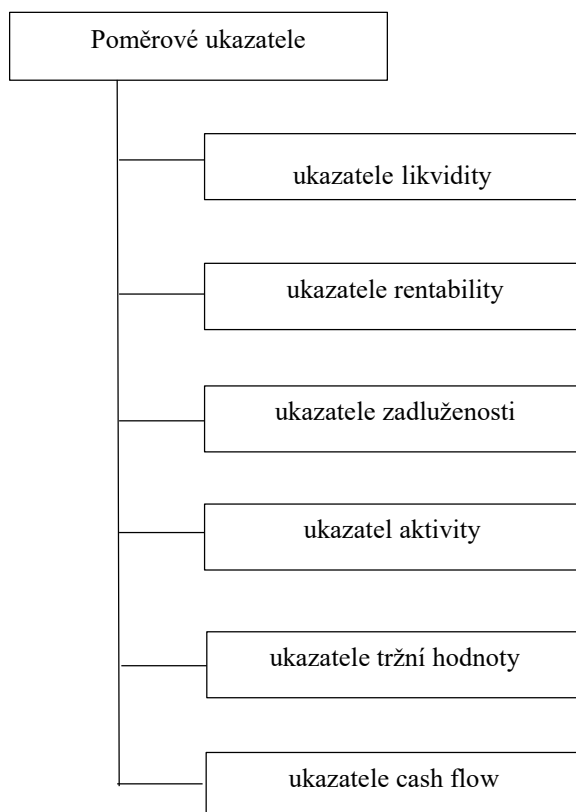 Poměrové ukazatele
ukazatele likvidity
ukazatele rentability
ukazatele zadluženosti
ukazatel aktivity
ukazatele tržní hodnoty
ukazatele cash flow